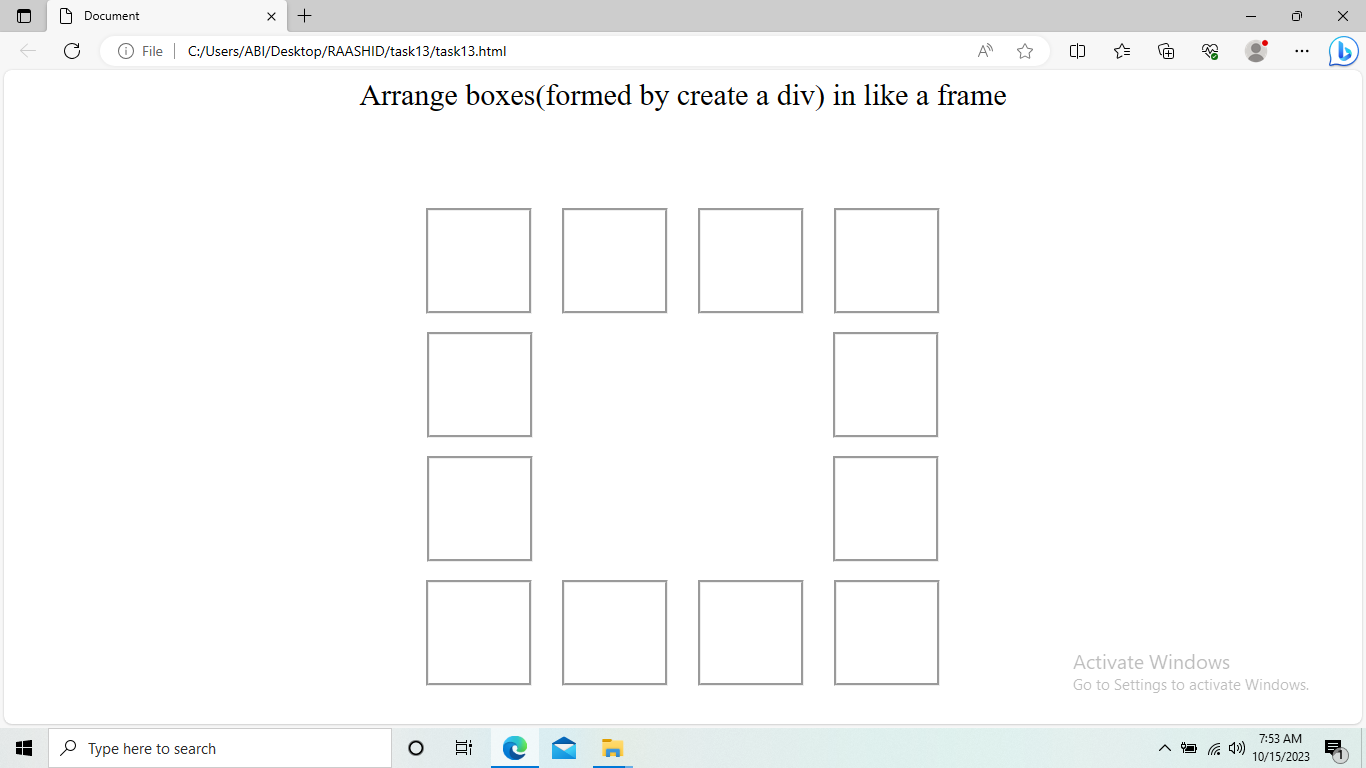 Document
File
C:/Users/ABI/Desktop/RAASHID/task13/task13.html
Arrange boxes(formed by create a div) in like a frame
Activate Windows
Go to Settings to activate Windows.
Type here to search
7:53 AM
10/15/2023
1